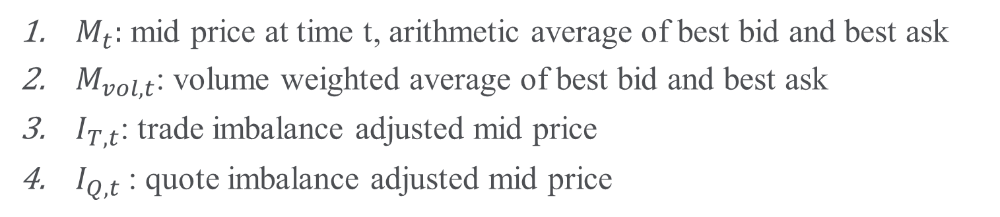 1. M_t: mid price at time t, arithmetic average of best bid and best ask
2. M_{vol,t}: volume weighted average of best bid and best ask
3. I_{T,t}: trade imbalance adjusted mid price
4. I_{Q,t} : quote imbalance adjusted mid price